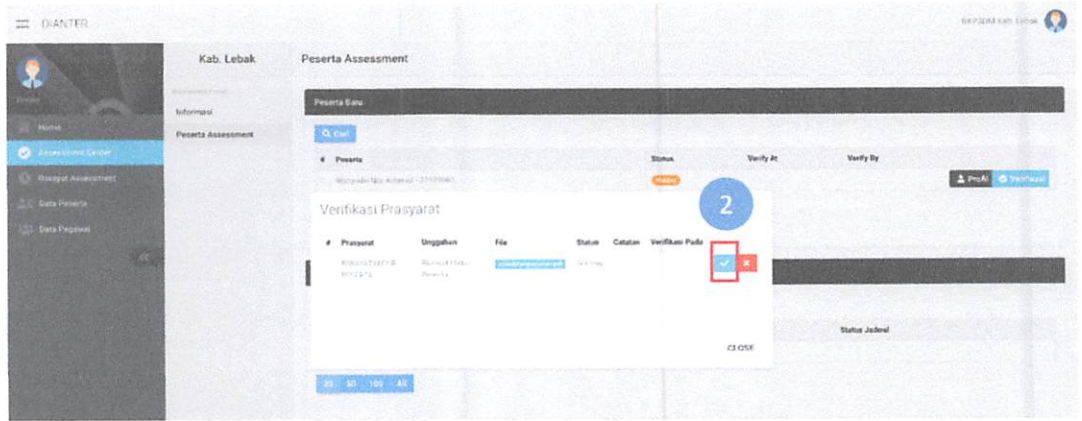 DIANTER
Kab. Lebak
Peserta Assessment
Informasi
Peserta Assessment
Home
Assessment Center
Riwayat Assessment
Data Peserta
Data Pegawai
Peserta Baru
Cari
# Peserta Status Verify At Verify By
Profil Verifikasi
2
Verifikasi Prasyarat
# Prasyarat Unggahan File Status Catatan Verifikasi Pada
Status Jadwal
CLOSE
20 50 100 All